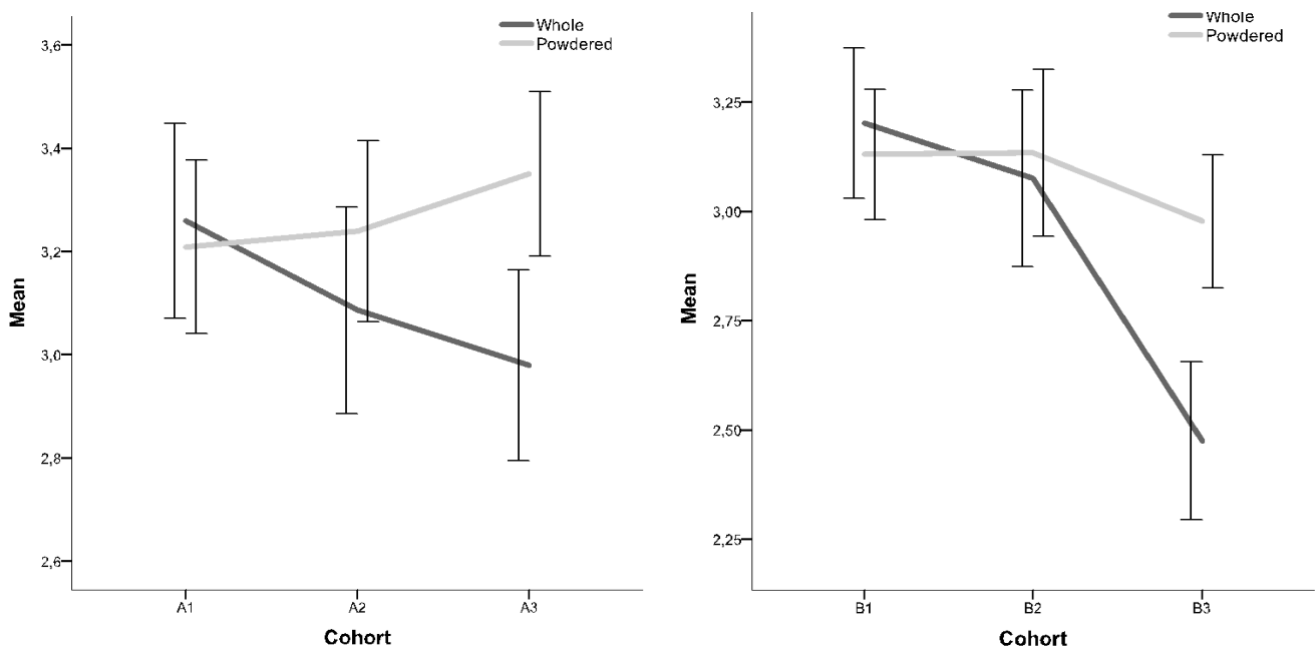 Whole
Powdered
3,6
3,4
3,2
3,0
2,8
2,6
Mean
A1
A2
A3
Cohort
Whole
Powdered
3,25
3,00
2,75
2,50
2,25
Mean
B1
B2
B3
Cohort